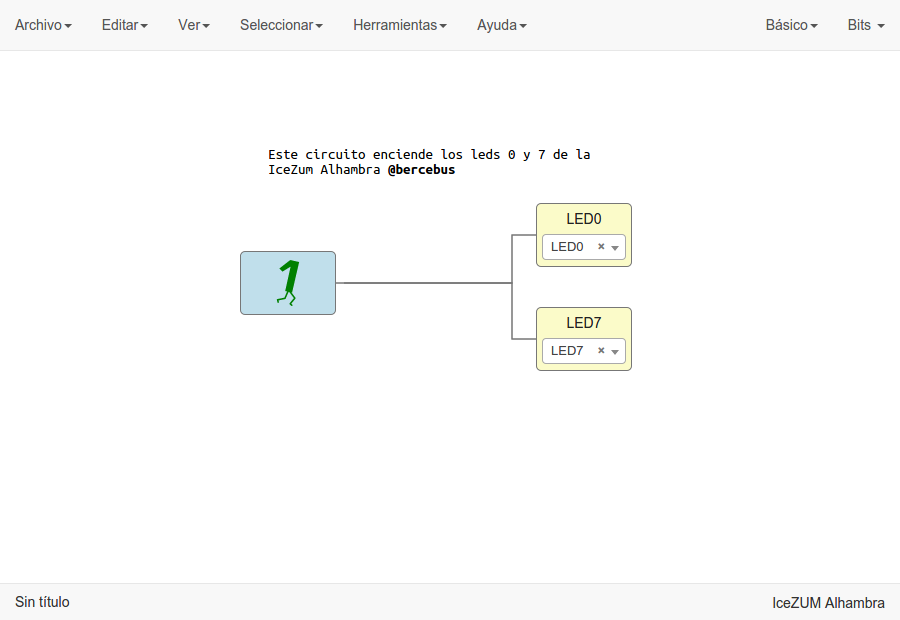 Archivo Editar Ver Seleccionar Herramientas Ayuda Básico Bits
Este circuito enciende los leds 0 y 7 de la
IceZum Alhambra @bercebus
LED0
LED0 ×
1
LED7
LED7 ×
Sin título IceZUM Alhambra